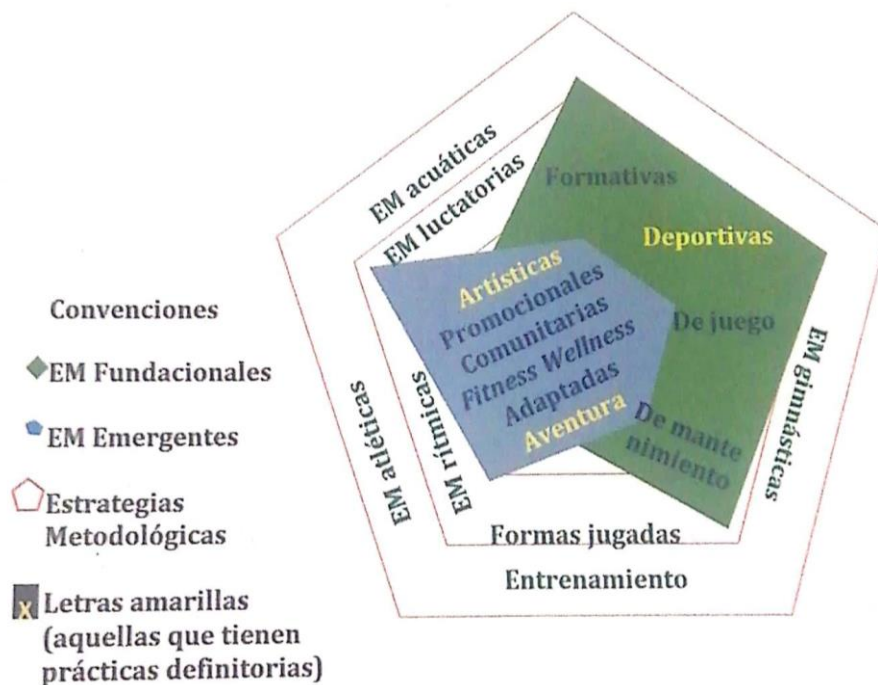 EM acuáticas
EM luctatorias
Formativas
Deportivas
Artísticas
Promocionales
Comunitarias
Fitness Wellness
Adaptadas
Aventura
De juego
De mante
nimiento
EM gimnásticas
EM atléticas
EM rítmicas
Formas jugadas
Entrenamiento
Convenciones
EM Fundacionales
EM Emergentes
Estrategias
Metodológicas
X
Letras amarillas
(aquellas que tienen
prácticas definitorias)